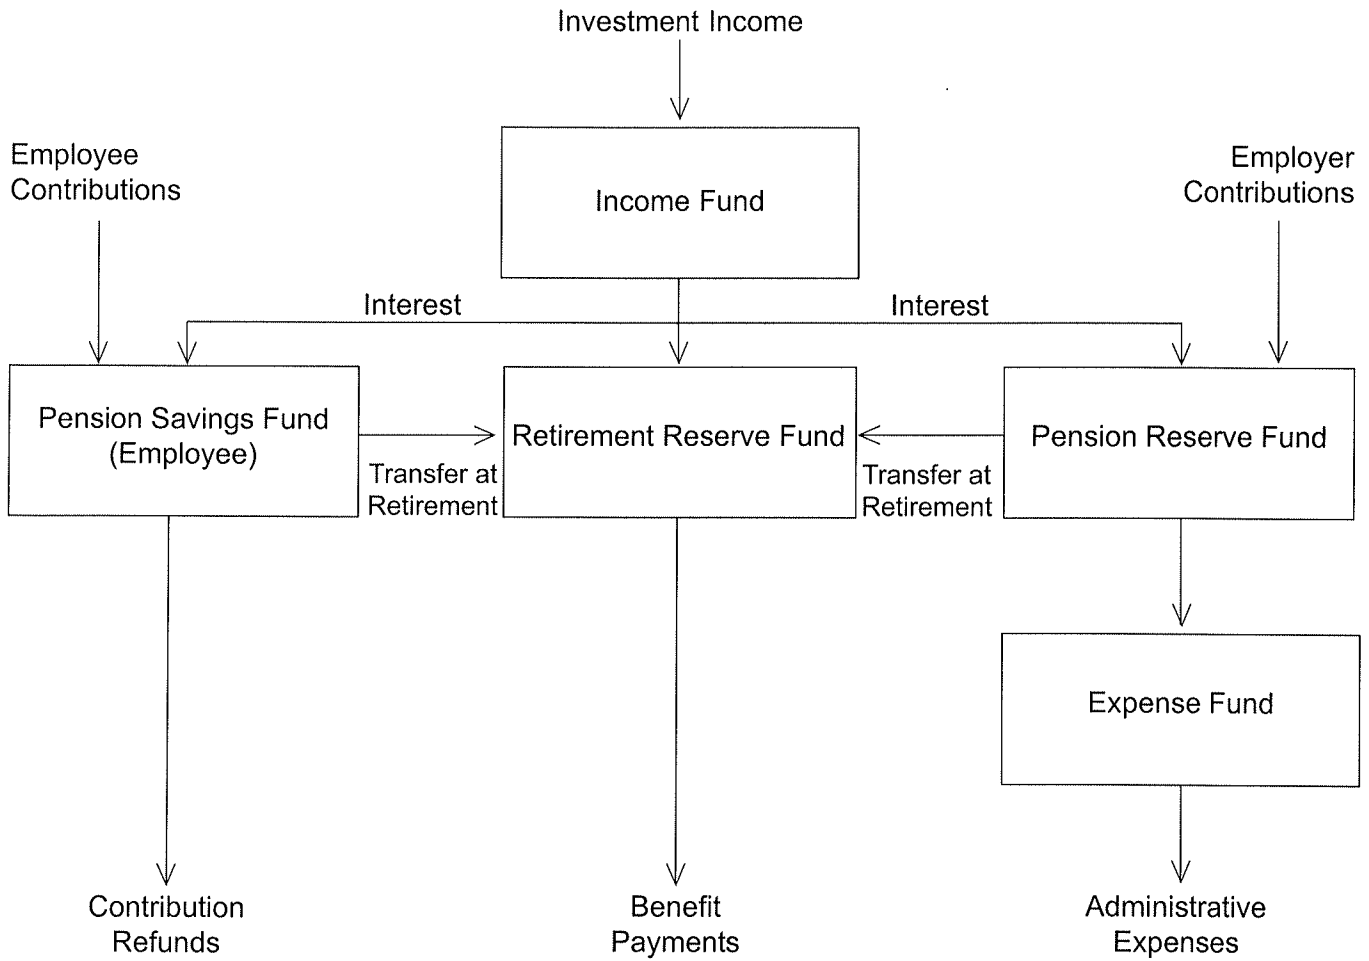 Investment Income
Employee
Contributions
Employer
Contributions
Income Fund
Interest
Interest
Pension Savings Fund
(Employee)
Retirement Reserve Fund
Pension Reserve Fund
Transfer at
Retirement
Transfer at
Retirement
Expense Fund
Contribution
Refunds
Benefit
Payments
Administrative
Expenses